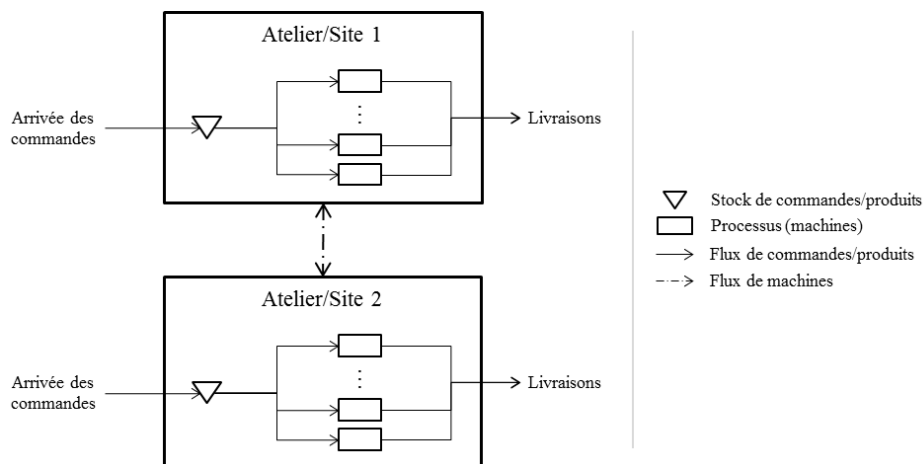 Atelier/Site 1
Arrivée des
commandes
Livraisons
Stock de commandes/produits
Processus (machines)
Flux de commandes/produits
Flux de machines
Atelier/Site 2
Arrivée des
commandes
Livraisons